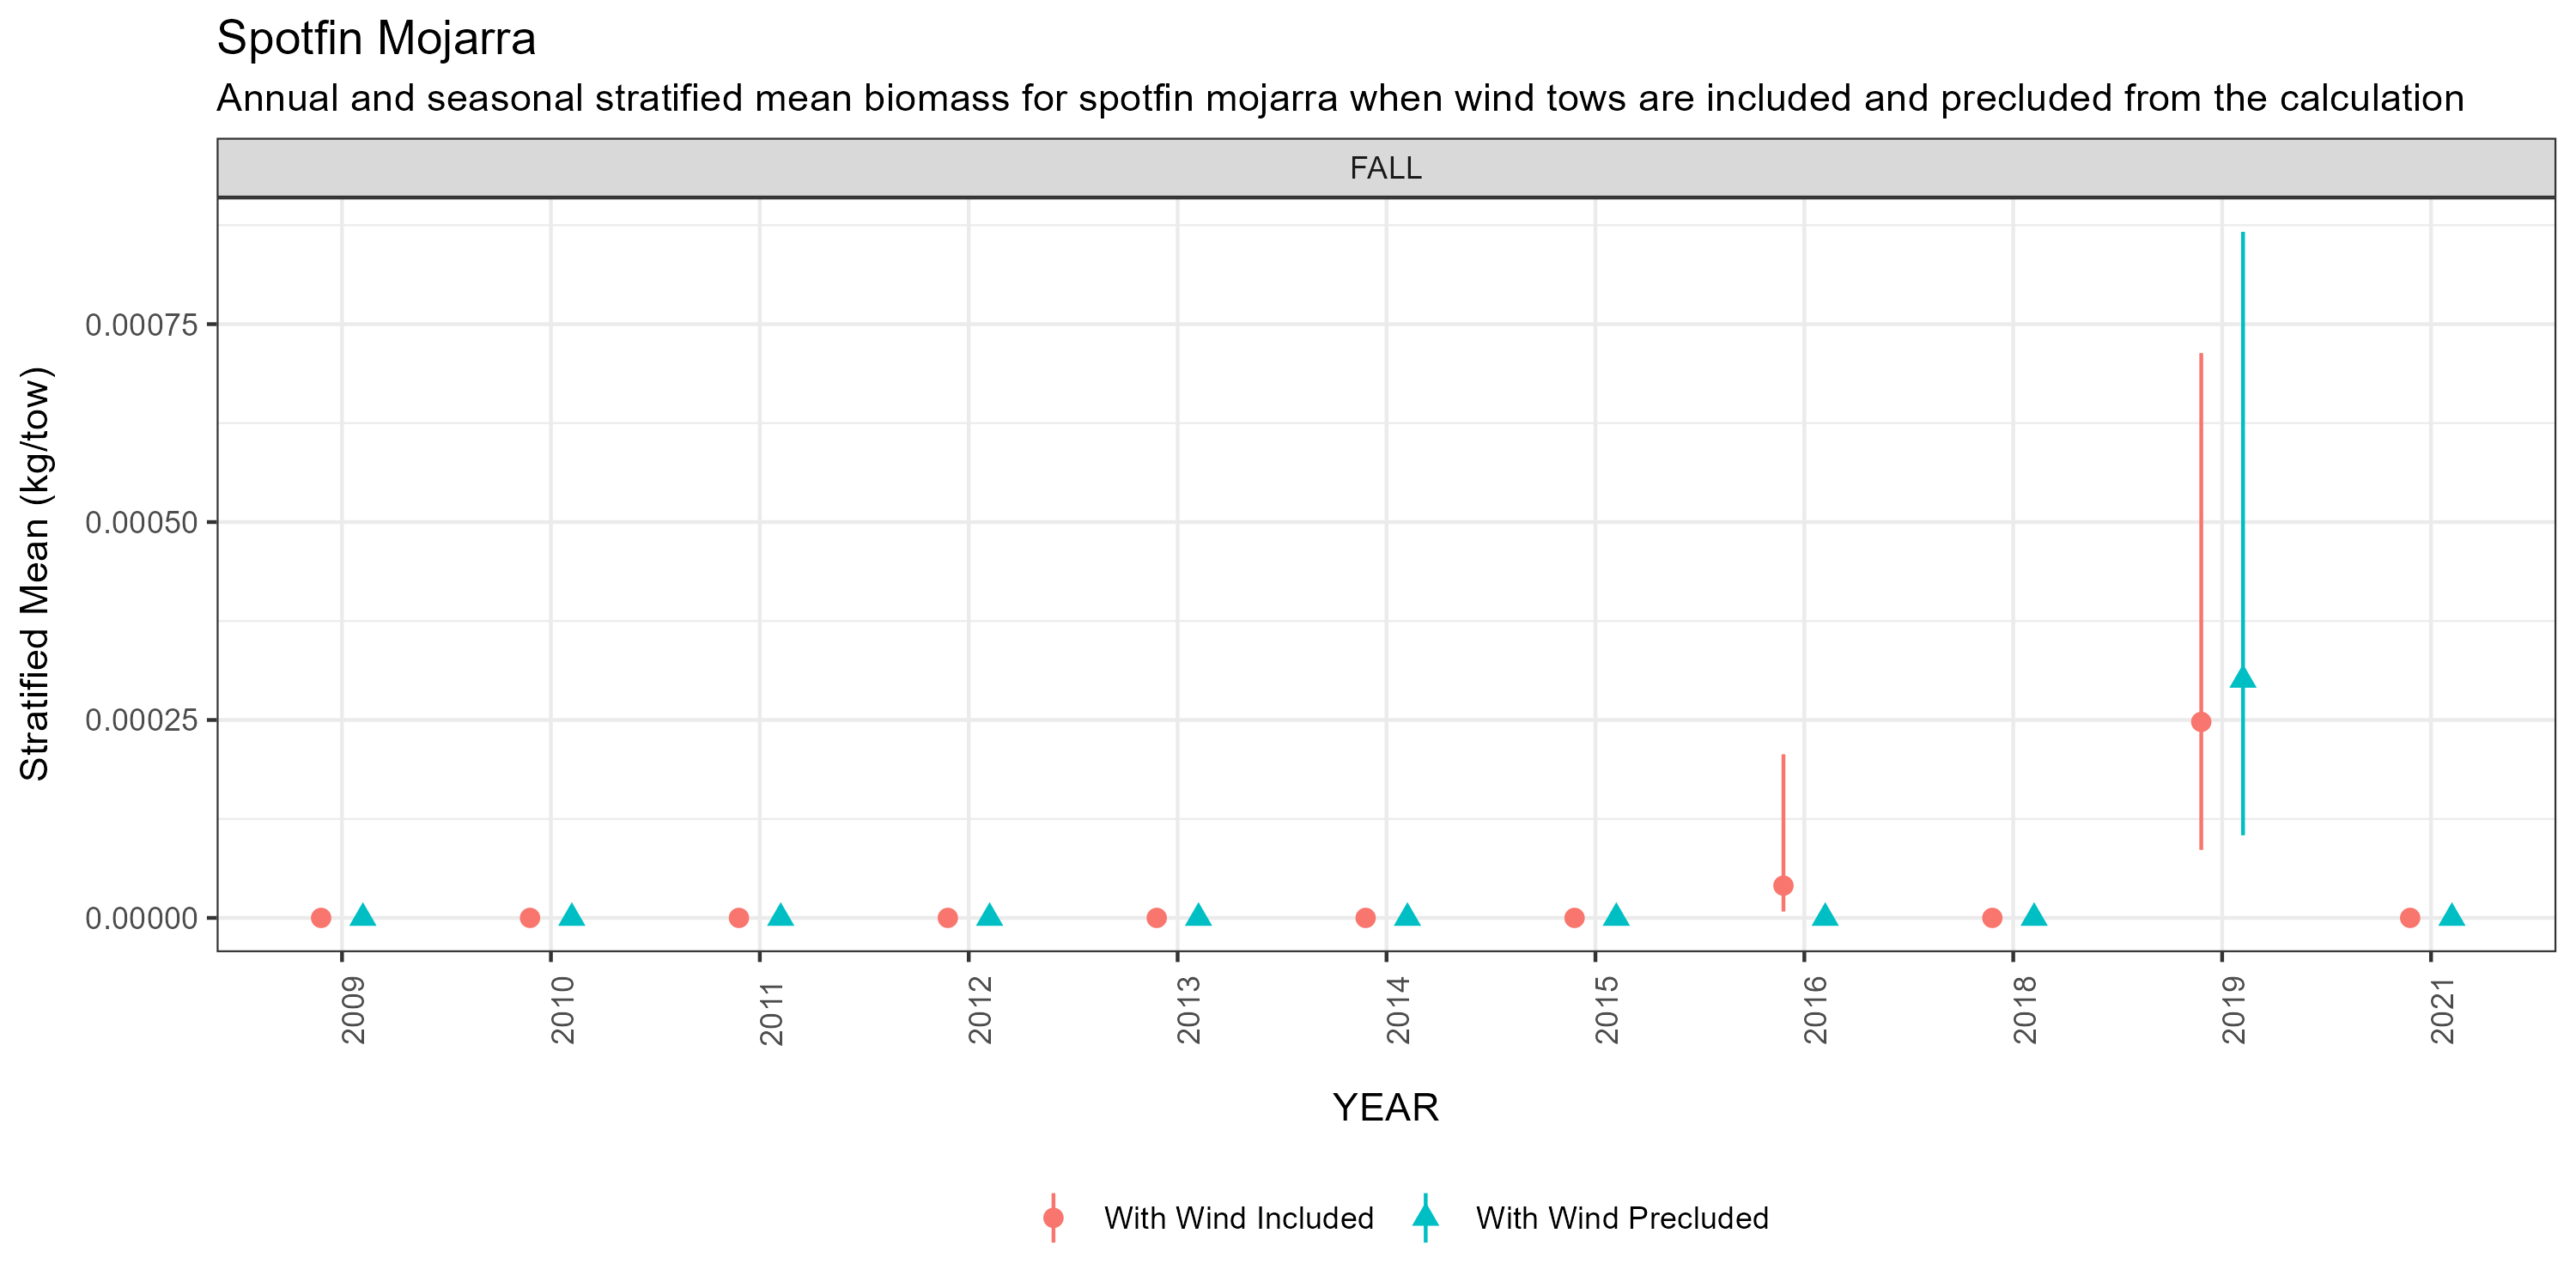 Spotfin Mojarra
Annual and seasonal stratified mean biomass for spotfin mojarra when wind tows are included and precluded from the calculation
FALL
Stratified Mean (kg/tow)
0.00075
0.00050
0.00025
0.00000
2009
2010
2011
2012
2013
2014
2015
2016
2018
2019
2021
YEAR
With Wind Included
With Wind Precluded